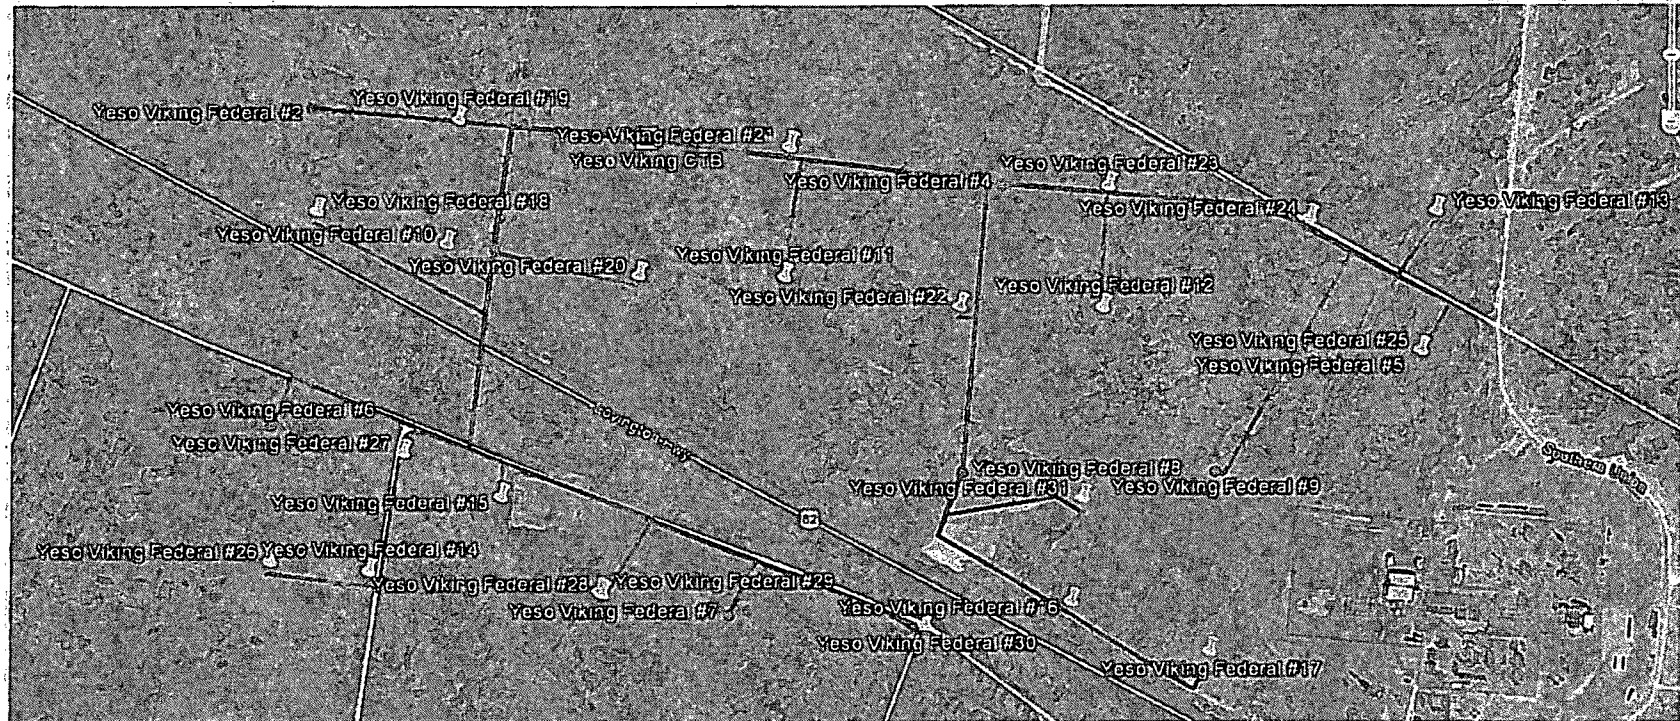 Yeso Viking Federal #19
Yeso Viking Federal #2
Yeso Viking Federal #21
Yeso Viking CTB
Yeso Viking Federal #23
Yeso Viking Federal #4
Yeso Viking Federal #18
Yeso Viking Federal #24
Yeso Viking Federal #13
Yeso Viking Federal #10
Yeso Viking Federal #20
Yeso Viking Federal #11
Yeso Viking Federal #22
Yeso Viking Federal #12
Yeso Viking Federal #25
Yeso Viking Federal #5
Yeso Viking Federal #6
Lovington Hwy
Yeso Viking Federal #27
Southern Union
Yeso Viking Federal #8
Yeso Viking Federal #31
Yeso Viking Federal #9
Yeso Viking Federal #15
82
Yeso Viking Federal #26
Yeso Viking Federal #14
Yeso Viking Federal #28
Yeso Viking Federal #29
Yeso Viking Federal #7
Yeso Viking Federal #16
Yeso Viking Federal #30
Yeso Viking Federal #17